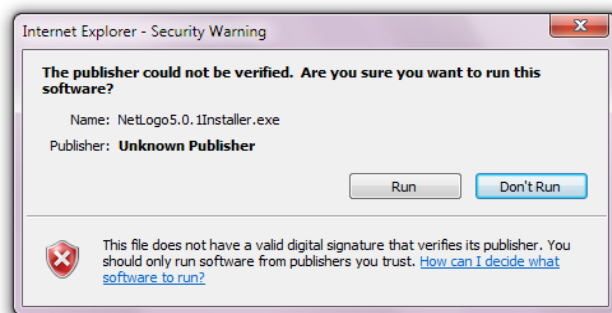 Internet Explorer - Security Warning
The publisher could not be verified.  Are you sure you want to run this
software?
Name: NetLogo5.0.1Installer.exe
Publisher: Unknown Publisher
Run
Don't Run
This file does not have a valid digital signature that verifies its publisher. You
should only run software from publishers you trust. How can I decide what
software to run?